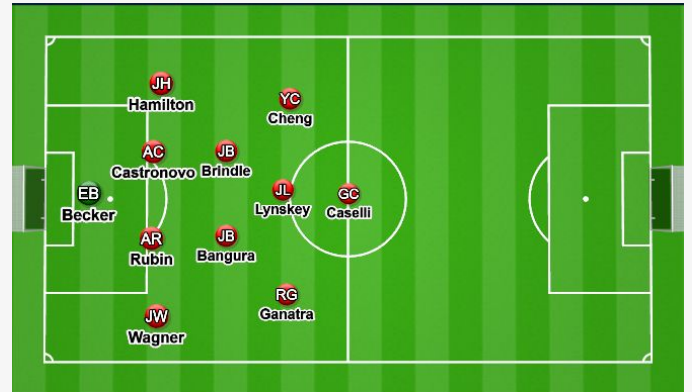 JH
Hamilton
YC
Cheng
AC
Castronovo
JB
Brindle
EB
Becker
JL
Lynskey
GC
Caselli
AR
Rubin
JB
Bangura
RG
Ganatra
JW
Wagner